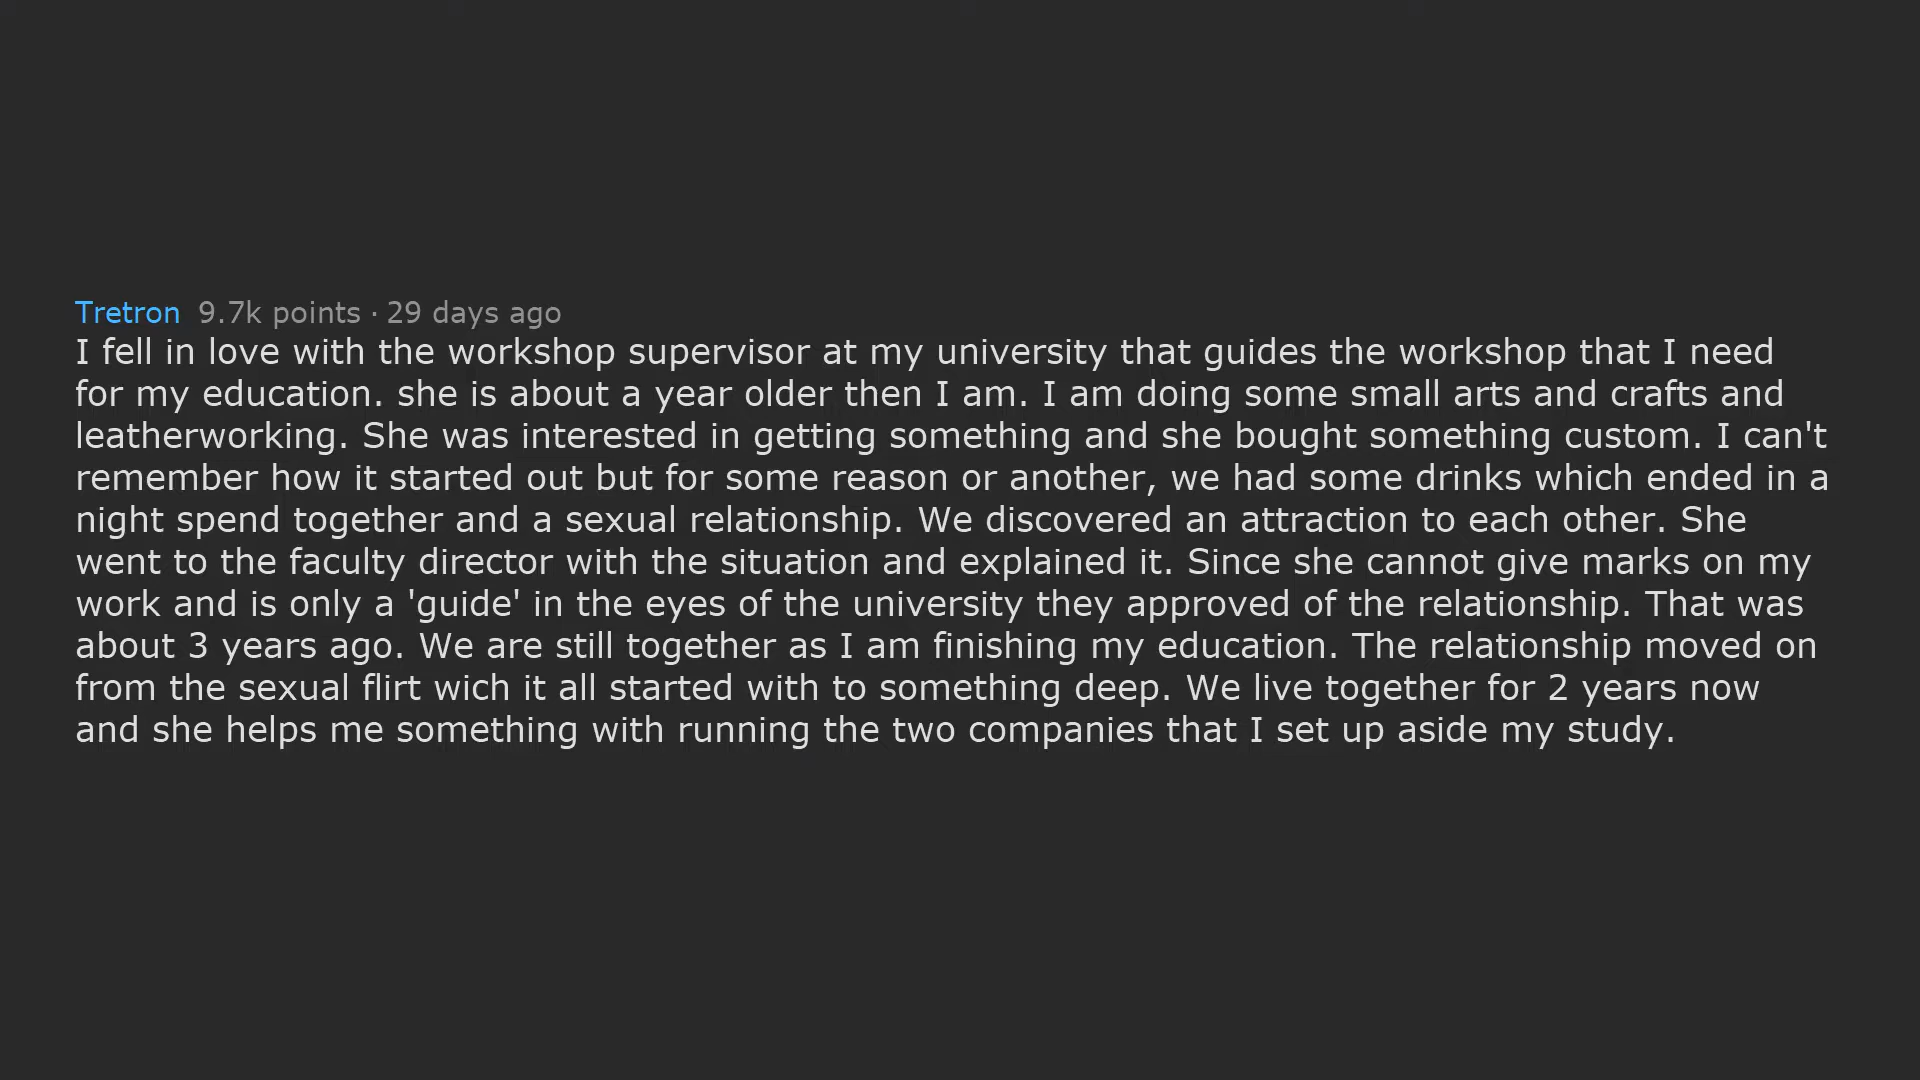 Tretron 9.7k points · 29 days ago
I fell in love with the workshop supervisor at my university that guides the workshop that I need
for my education. she is about a year older then I am. I am doing some small arts and crafts and
leatherworking. She was interested in getting something and she bought something custom. I can't
remember how it started out but for some reason or another, we had some drinks which ended in a
night spend together and a sexual relationship. We discovered an attraction to each other. She
went to the faculty director with the situation and explained it. Since she cannot give marks on my
work and is only a 'guide' in the eyes of the university they approved of the relationship. That was
about 3 years ago. We are still together as I am finishing my education. The relationship moved on
from the sexual flirt wich it all started with to something deep. We live together for 2 years now
and she helps me something with running the two companies that I set up aside my study.